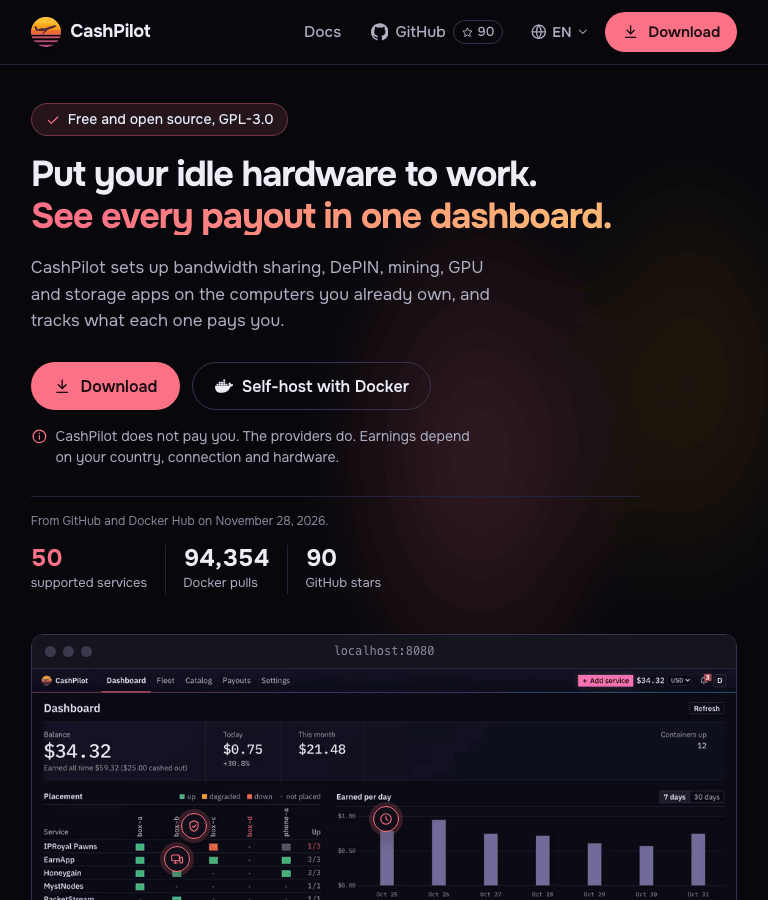 CashPilot
Docs
GitHub
90
EN
Download
Free and open source, GPL-3.0
Put your idle hardware to work.
See every payout in one dashboard.
CashPilot sets up bandwidth sharing, DePIN, mining, GPU
and storage apps on the computers you already own, and
tracks what each one pays you.
Download
Self-host with Docker
CashPilot does not pay you. The providers do. Earnings depend
on your country, connection and hardware.
From GitHub and Docker Hub on November 28, 2026.
50
supported services
94,354
Docker pulls
90
GitHub stars
localhost:8080
CashPilot
Dashboard
Fleet
Catalog
Payouts
Settings
+ Add service
$34.32
USD
3
D
Dashboard
Refresh
Balance
$34.32
Earned all time $59.32 ($25.00 cashed out)
Today
$0.75
+30.8%
This month
$21.48
Containers up
12
Placement
up
degraded
down
· not placed
Service
box-a
box-b
box-c
box-d
phone-a
Up
IPRoyal Pawns 1/3
EarnApp 3/3
Honeygain 3/3
MystNodes 1/1
PacketStream 1/1
Earned per day
7 days
30 days
$1.00
$0.50
$0.00
Oct 25
Oct 26
Oct 27
Oct 28
Oct 29
Oct 30
Oct 31